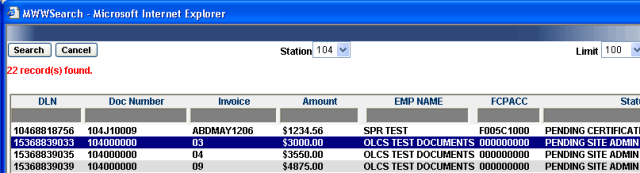 MWWSearch - Microsoft Internet Explorer
Search Cancel Station 104 Limit 100
22 record(s) found.
DLN Doc Number Invoice Amount EMP NAME FCPACC Statu
10468818756 104J10009 ABDMAY1206 $1234.56 SPR TEST F005C1000 PENDING CERTIFICAT
15368839033 104000000 03 $3000.00 OLCS TEST DOCUMENTS 000000000 PENDING SITE ADMIN
15368839035 104000000 04 $3550.00 OLCS TEST DOCUMENTS 000000000 PENDING SITE ADMIN
15368839039 104000000 09 $4875.00 OLCS TEST DOCUMENTS 000000000 PENDING SITE ADMIN